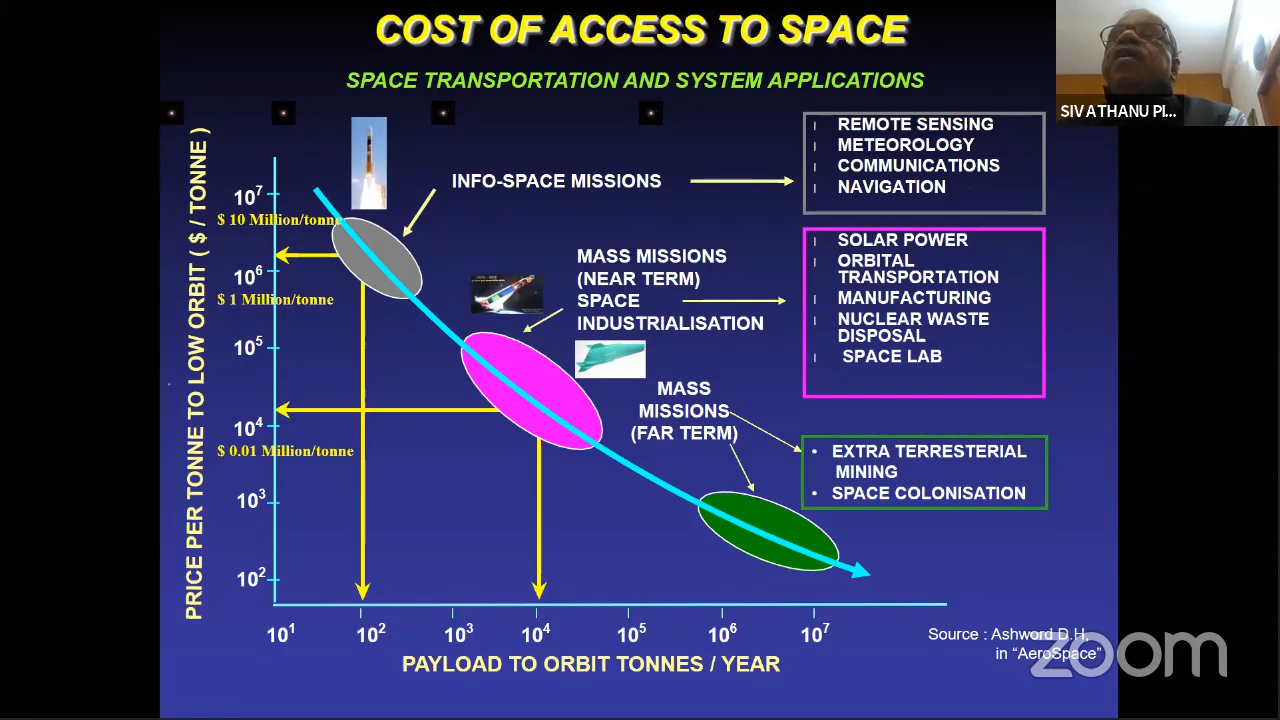 COST OF ACCESS TO SPACE
SPACE TRANSPORTATION AND SYSTEM APPLICATIONS
SIV ATHANU PI...
PRICE PER TONNE TO LOW ORBIT ( $ / TONNE )
10⁷
$ 10 Million/tonne
10⁶
$ 1 Million/tonne
10⁵
10⁴
$ 0.01 Million/tonne
10³
10²
INFO-SPACE MISSIONS
REMOTE SENSING
METEOROLOGY
COMMUNICATIONS
NAVIGATION
MASS MISSIONS
(NEAR TERM)
SPACE
INDUSTRIALISATION
SOLAR POWER
ORBITAL
TRANSPORTATION
MANUFACTURING
NUCLEAR WASTE
DISPOSAL
SPACE LAB
MASS
MISSIONS
(FAR TERM)
• EXTRA TERRESTERIAL
MINING
• SPACE COLONISATION
10¹ 10² 10³ 10⁴ 10⁵ 10⁶ 10⁷
PAYLOAD TO ORBIT TONNES / YEAR
Source : Ashword D.H.
in “AeroSpace”
zoom